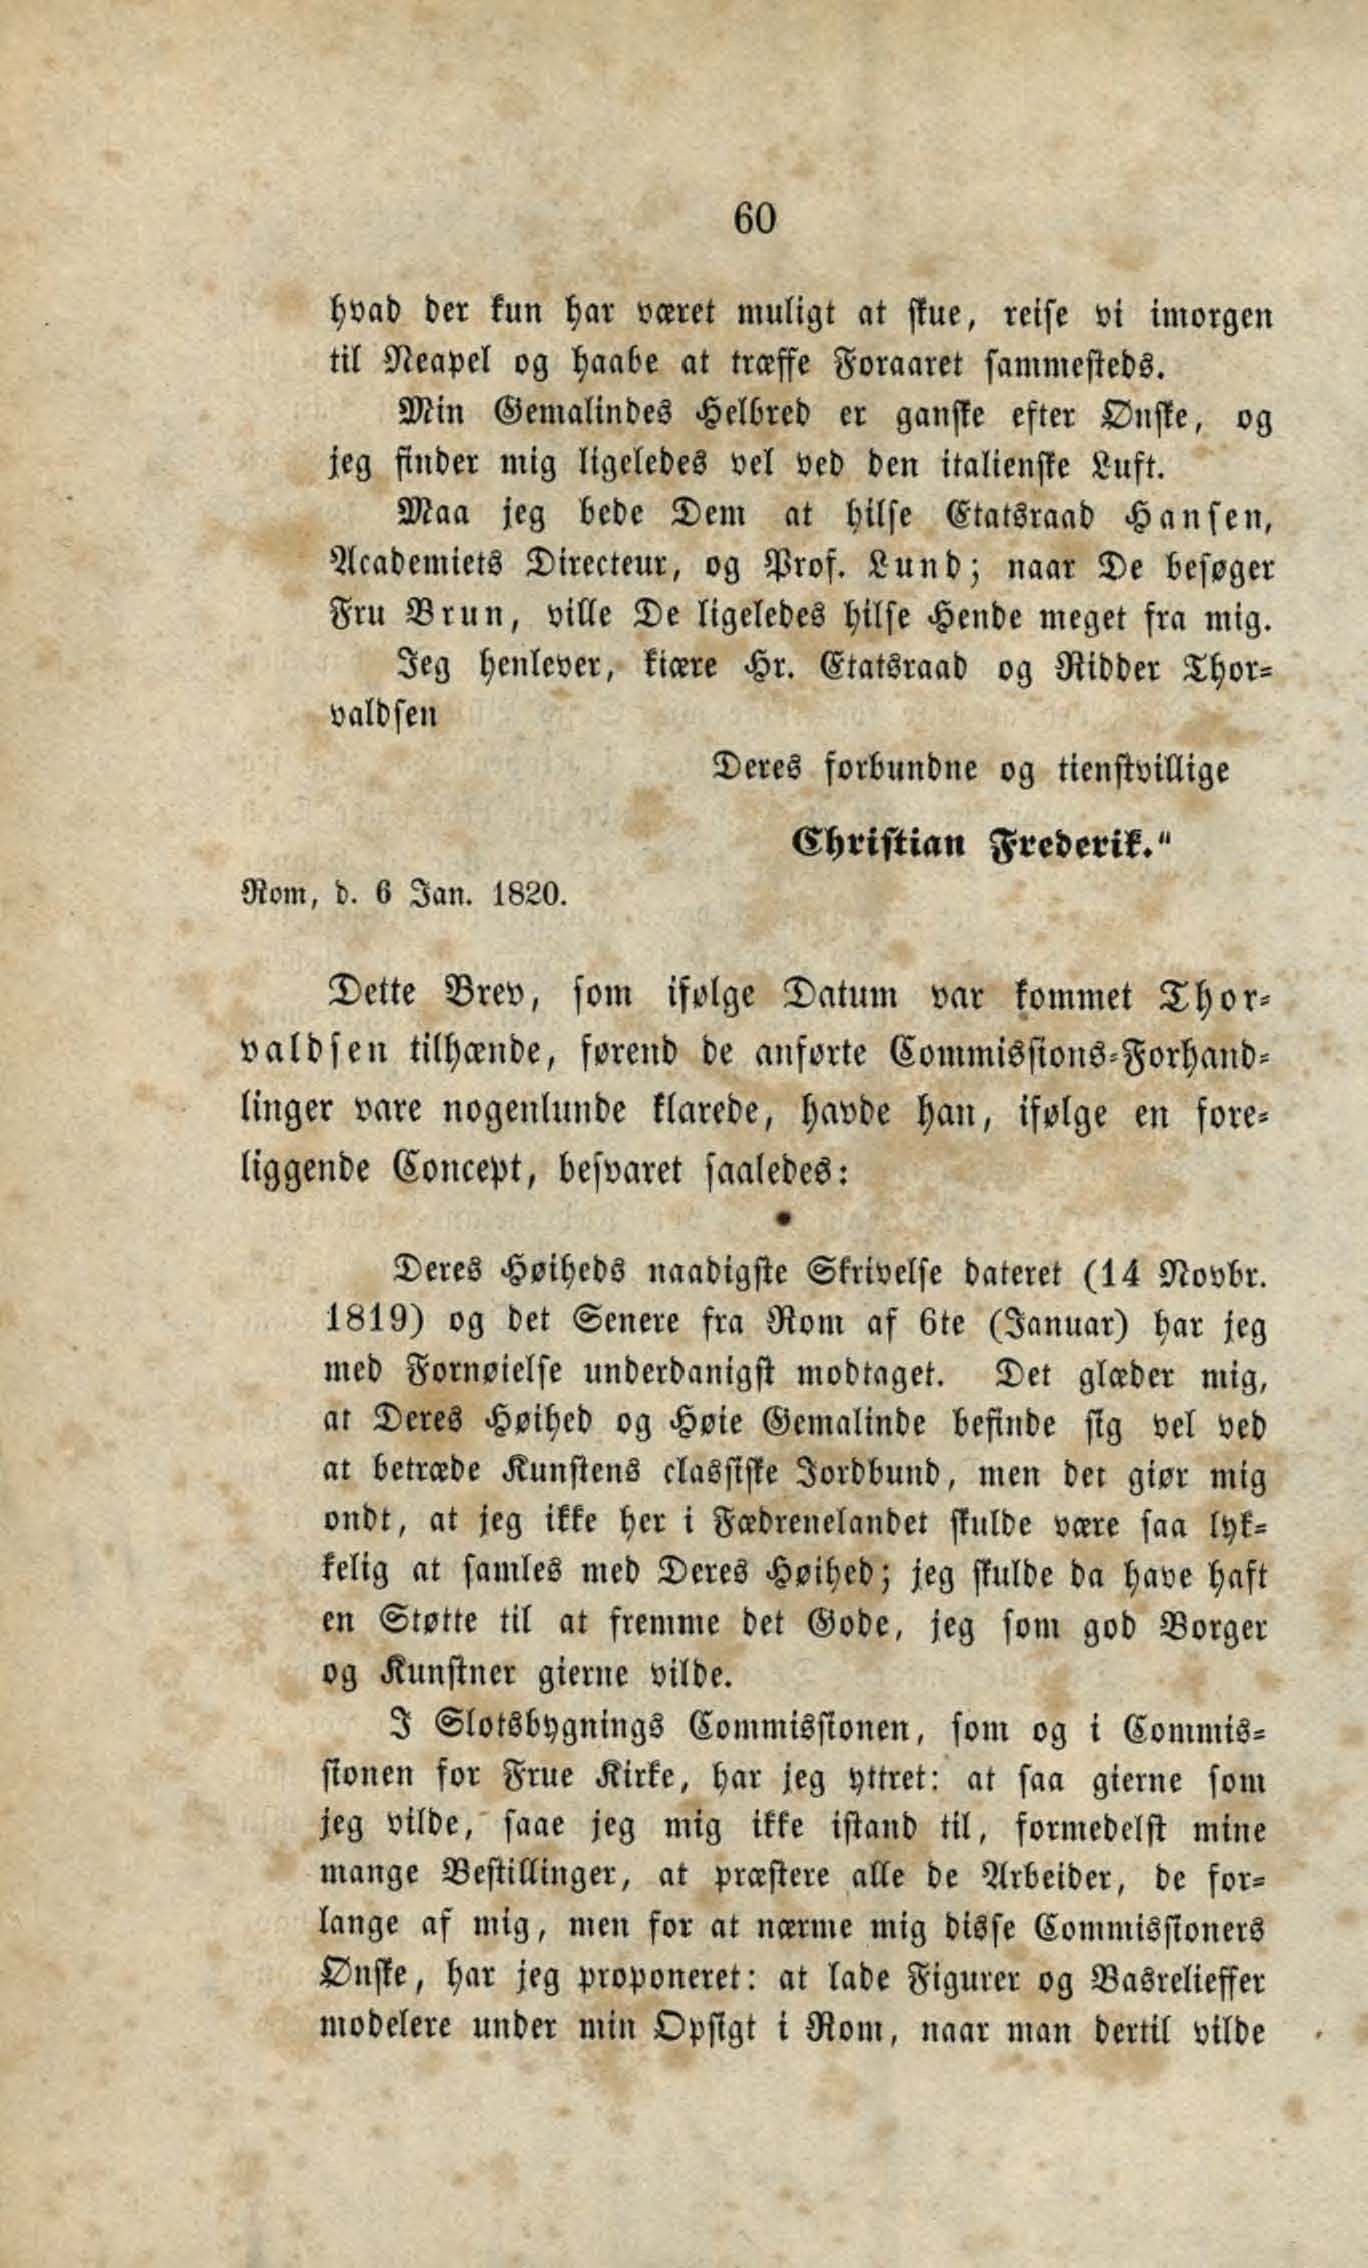 60
hvad der kun har været muligt at skue, reise vi imorgen
til Neapel og haabe at træffe Foraaret sammesteds.
Min Gemalindes Helbred er ganske efter Ønske, og
jeg finder mig ligeledes vel ved den italienske Luft.
Maa jeg bede Dem at hilse Etatsraad Hansen,
Academiets Directeur, og Prof. Lund; naar De besøger
Fru Brun, ville De ligeledes hilse Hende meget fra mig.
Jeg henlever, kiære Hr. Etatsraad og Ridder Thor-
valdsen
Deres forbundne og tienstvillige
Christian Frederik."
Rom, d. 6 Jan. 1820.
Dette Brev, som ifølge Datum var kommet Thor-
valdsen tilhænde, førend de anførte Commissions-Forhand-
linger vare nogenlunde klarede, havde han, ifølge en fore-
liggende Concept, besvaret saaledes:
Deres Høiheds naadigste Skrivelse dateret (14 Novbr.
1819) og det Senere fra Rom af 6te (Januar) har jeg
med Fornøielse underdanigst modtaget. Det glæder mig,
at Deres Høihed og Høie Gemalinde befinde sig vel ved
at betræde Kunstens classiske Jordbund, men det giør mig
ondt, at jeg ikke her i Fædrenelandet skulde være saa lyk-
kelig at samles med Deres Høihed; jeg skulde da have haft
en Støtte til at fremme det Gode, jeg som god Borger
og Kunstner gierne vilde.
I Slotsbygnings Commissionen, som og i Commis-
sionen for Frue Kirke, har jeg yttret: at saa gierne som
jeg vilde, saae jeg mig ikke istand til, formedelst mine
mange Bestillinger, at præstere alle de Arbeider, de for-
lange af mig, men for at nærme mig disse Commissioners
Ønske, har jeg proponeret: at lade Figurer og Basrelieffer
modelere under min Opsigt i Rom, naar man dertil vilde